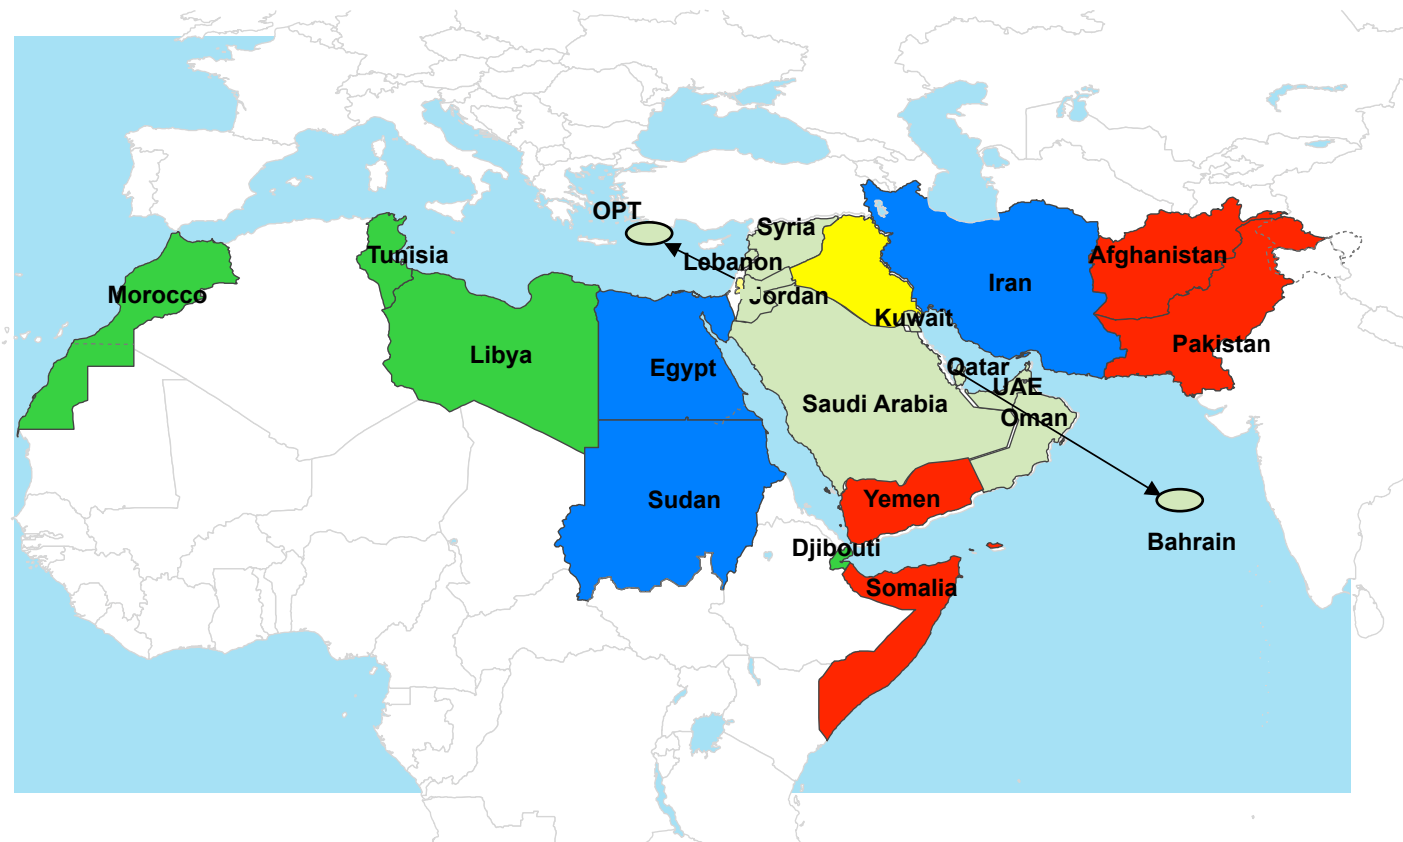 OPT
Syria
Tunisia
Lebanon
Afghanistan
Iran
Morocco
Jordan
Kuwait
Pakistan
Libya
Egypt
Qatar
UAE
Saudi Arabia
Oman
Sudan
Yemen
Bahrain
Djibouti
Somalia